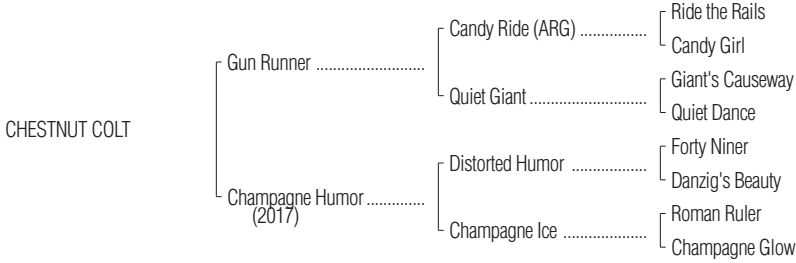 Ride the Rails
Candy Ride (ARG) ................
Candy Girl
Gun Runner ..........................
Giant's Causeway
Quiet Giant ............................
Quiet Dance
CHESTNUT COLT
Forty Niner
Distorted Humor ..................
Danzig's Beauty
Champagne Humor ..............
(2017)
Roman Ruler
Champagne Ice ....................
Champagne Glow